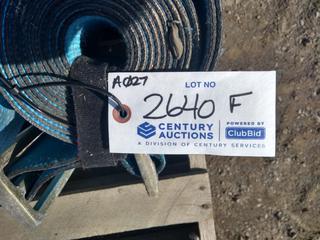 A027
LOT NO
2640 F
CENTURY AUCTIONS
POWERED BY
ClubBid
A DIVISION OF CENTURY SERVICES